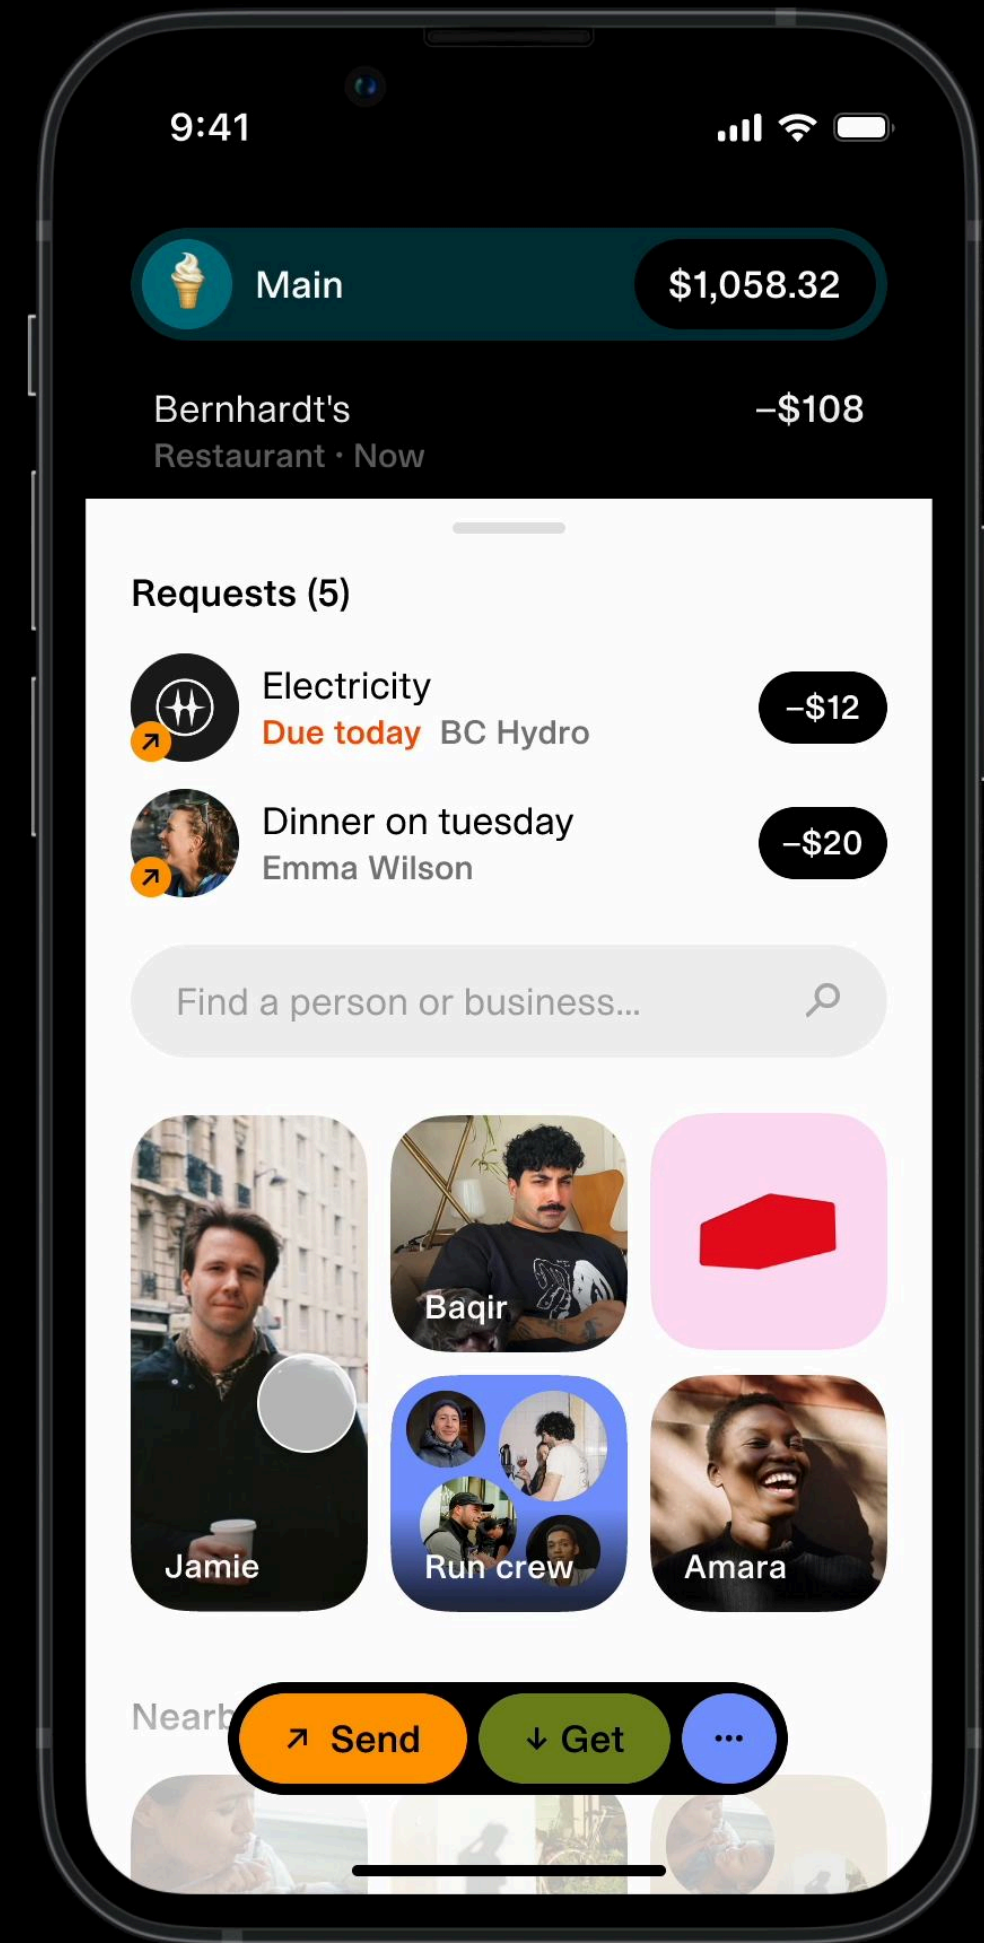 9:41
Main
$1,058.32
Bernhardt's
–$108
Restaurant · Now
Requests (5)
Electricity
Due today BC Hydro
–$12
Dinner on tuesday
Emma Wilson
–$20
Find a person or business...
Baqir
Jamie
Run crew
Amara
Send
Get